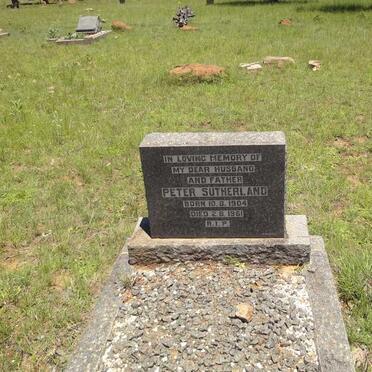 IN LOVING MEMORY OF
MY DEAR HUSBAND
AND FATHER
PETER SUTHERLAND
BORN 10. 8. 1904
DIED 2. 8. 1961
R.I.P.